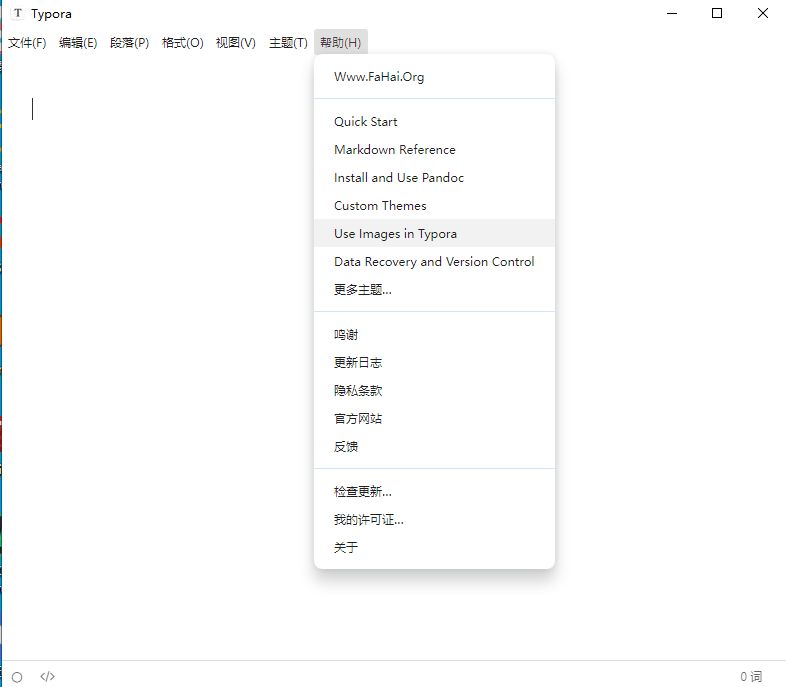 Typora
文件(F) 编辑(E) 段落(P) 格式(O) 视图(V) 主题(T) 帮助(H)
Www.FaHai.Org
Quick Start
Markdown Reference
Install and Use Pandoc
Custom Themes
Use Images in Typora
Data Recovery and Version Control
更多主题...
鸣谢
更新日志
隐私条款
官方网站
反馈
检查更新...
我的许可证...
关于
</> 0 词